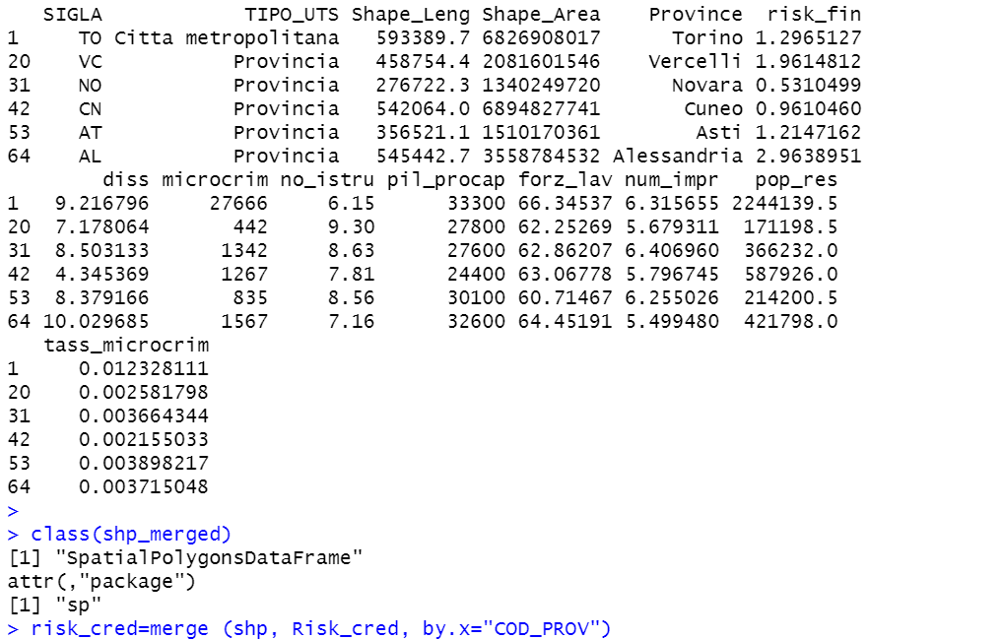 SIGLA            TIPO_UTS Shape_Leng Shape_Area    Province  risk_fin
1     TO Citta metropolitana   593389.7 6826908017      Torino 1.2965127
20    VC           Provincia   458754.4 2081601546    Vercelli 1.9614812
31    NO           Provincia   276722.3 1340249720      Novara 0.5310499
42    CN           Provincia   542064.0 6894827741       Cuneo 0.9610460
53    AT           Provincia   356521.1 1510170361        Asti 1.2147162
64    AL           Provincia   545442.7 3558784532 Alessandria 2.9638951
        diss microcrim no_istru pil_procap forz_lav num_impr   pop_res
1   9.216796     27666     6.15      33300 66.34537 6.315655 2244139.5
20  7.178064       442     9.30      27800 62.25269 5.679311  171198.5
31  8.503133      1342     8.63      27600 62.86207 6.406960  366232.0
42  4.345369      1267     7.81      24400 63.06778 5.796745  587926.0
53  8.379166       835     8.56      30100 60.71467 6.255026  214200.5
64 10.029685      1567     7.16      32600 64.45191 5.499480  421798.0
   tass_microcrim
1     0.012328111
20    0.002581798
31    0.003664344
42    0.002155033
53    0.003898217
64    0.003715048
>
> class(shp_merged)
[1] "SpatialPolygonsDataFrame"
attr(,"package")
[1] "sp"
> risk_cred=merge (shp, Risk_cred, by.x="COD_PROV")